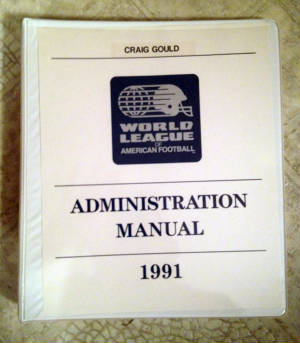 CRAIG GOULD
WORLD
LEAGUE
OF
AMERICAN FOOTBALL
ADMINISTRATION
MANUAL
1991